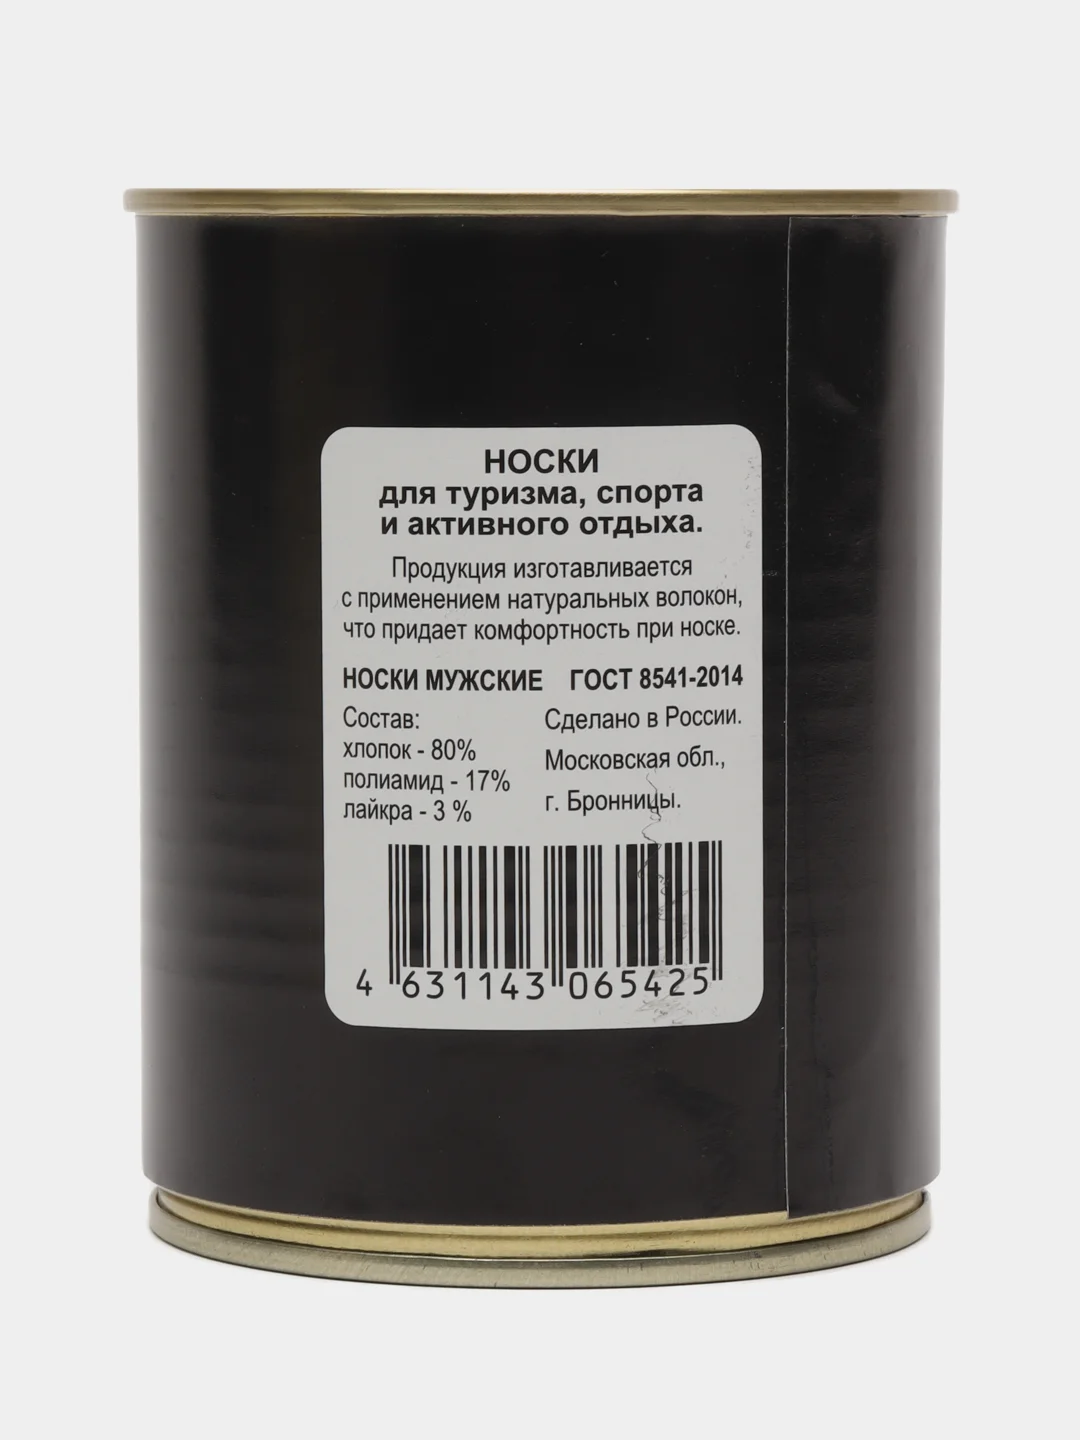 НОСКИ
для туризма, спорта
и активного отдыха.
Продукция изготавливается
с применением натуральных волокон,
что придает комфортность при носке.
НОСКИ МУЖСКИЕ ГОСТ 8541-2014
Состав:
хлопок - 80%
полиамид - 17%
лайкра - 3 %
Сделано в России.
Московская обл.,
г. Бронницы.
4 631143 065425